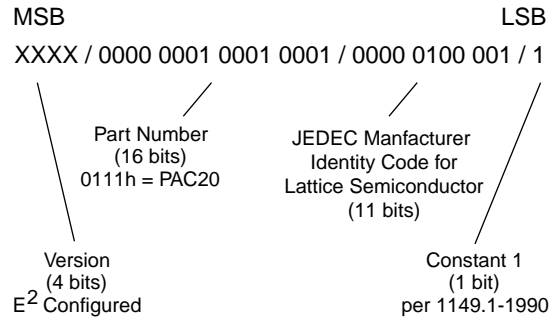 MSB LSB
XXXX / 0000 0001 0001 0001 / 0000 0100 001 / 1
Part Number
(16 bits)
0111h = PAC20
JEDEC Manfacturer
Identity Code for
Lattice Semiconductor
(11 bits)
Version
(4 bits)
E² Configured
Constant 1
(1 bit)
per 1149.1-1990